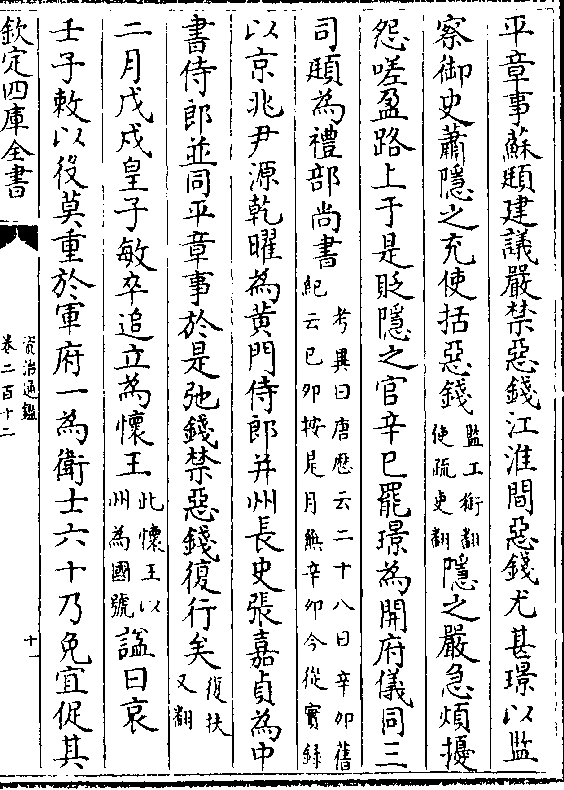 平章事蘇頲建議嚴禁惡錢江淮間惡錢尤甚璟以監
察御史蕭隱之充使括惡錢監工銜翻使疏吏翻隱之嚴急煩擾
怨嗟盈路上于是貶隱之官辛巳罷璟為開府儀同三
司頲為禮部尚書考異曰唐歷云二十八日辛卯舊紀云已卯按是月無辛卯今從實録
以京兆尹源乾曜為黄門侍郎并州長史張嘉貞為中
書侍郎並同平章事於是弛錢禁惡錢復行矣復扶又翻
二月戊戌皇子敏卒追立為懷王此懷王以州為國號諡曰哀
壬子敕以役莫重於軍府一為衛士六十乃免宜促其
欽定四庫全書
資治通鑑
卷二百十二
十一